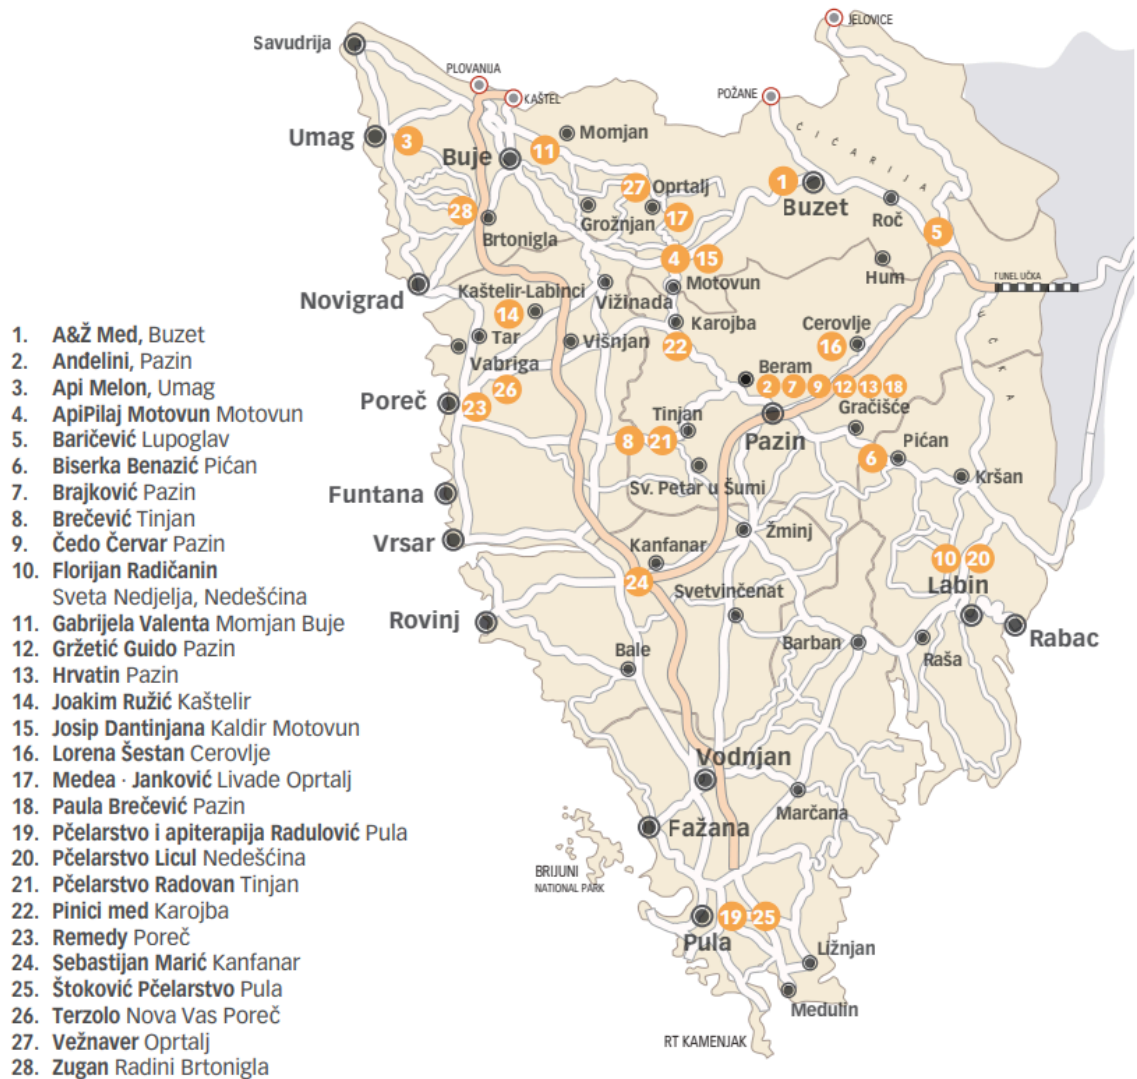 Savudrija
PLOVANIJA
KAŠTEL
JELOVICE
POŽANE
Umag
3
Buje
11
Momjan
ĆIĆARIJA
27
Oprtalj
1
Buzet
28
Brtonigla
Grožnjan
17
Roč
5
4
15
Hum
TUNEL UČKA
Novigrad
Kaštelir-Labinci
Vižinada
Motovun
14
Karojba
Cerovlje
UČKA
Tar
Višnjan
22
16
Vabriga
Beram
26
2
7
9
12
13
18
Poreč
23
Tinjan
Gračišće
8
21
Pazin
Pićan
6
Sv. Petar u Šumi
Kršan
Funtana
Vrsar
Kanfanar
Žminj
10
20
24
Svetvinčenat
Labin
Rovinj
Bale
Barban
Raša
Rabac
Vodnjan
Marčana
Fažana
BRIJUNI
NATIONAL PARK
19
25
Pula
Ližnjan
Medulin
RT KAMENJAK
1. A&Ž Med, Buzet
2. Anđelini, Pazin
3. Api Melon, Umag
4. ApiPilaj Motovun Motovun
5. Baričević Lupoglav
6. Biserka Benazić Pićan
7. Brajković Pazin
8. Brečević Tinjan
9. Čedo Červar Pazin
10. Florijan Radičanin
Sveta Nedjelja, Nedešćina
11. Gabrijela Valenta Momjan Buje
12. Gržetić Guido Pazin
13. Hrvatin Pazin
14. Joakim Ružić Kaštelir
15. Josip Dantinjana Kaldir Motovun
16. Lorena Šestan Cerovlje
17. Medea · Janković Livade Oprtalj
18. Paula Brečević Pazin
19. Pčelarstvo i apiterapija Radulović Pula
20. Pčelarstvo Licul Nedešćina
21. Pčelarstvo Radovan Tinjan
22. Pinici med Karojba
23. Remedy Poreč
24. Sebastijan Marić Kanfanar
25. Štoković Pčelarstvo Pula
26. Terzolo Nova Vas Poreč
27. Vežnaver Oprtalj
28. Zugan Radini Brtonigla